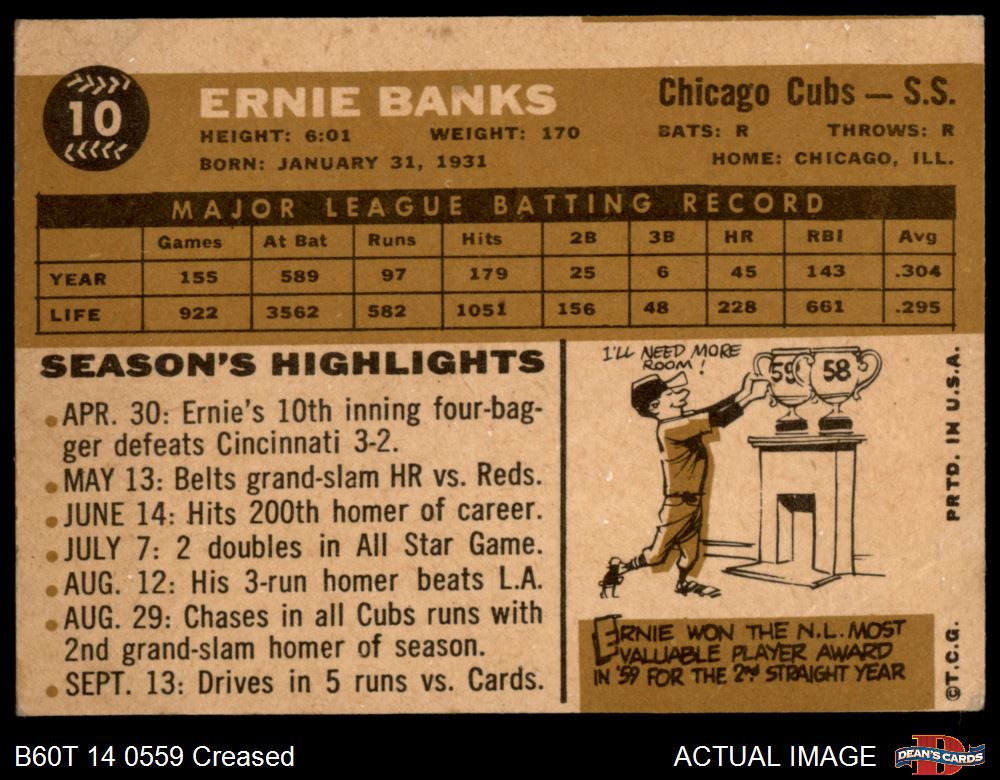 10
ERNIE BANKS
Chicago Cubs — S.S.
HEIGHT: 6:01 WEIGHT: 170 BATS: R THROWS: R
BORN: JANUARY 31, 1931 HOME: CHICAGO, ILL.
MAJOR LEAGUE BATTING RECORD
Games At Bat Runs Hits 2B 3B HR RBI Avg
YEAR 155 589 97 179 25 6 45 143 .304
LIFE 922 3562 582 1051 156 48 228 661 .295
SEASON'S HIGHLIGHTS
• APR. 30: Ernie's 10th inning four-bag-
ger defeats Cincinnati 3-2.
• MAY 13: Belts grand-slam HR vs. Reds.
• JUNE 14: Hits 200th homer of career.
• JULY 7: 2 doubles in All Star Game.
• AUG. 12: His 3-run homer beats L.A.
• AUG. 29: Chases in all Cubs runs with
2nd grand-slam homer of season.
• SEPT. 13: Drives in 5 runs vs. Cards.
I'LL NEED MORE
ROOM!
59 58
ERNIE WON THE N.L. MOST
VALUABLE PLAYER AWARD
IN '59 FOR THE 2ND STRAIGHT YEAR
©T.C.G. PRTD. IN U.S.A.
B60T 14 0559 Creased
ACTUAL IMAGE
D
DEAN'S CARDS